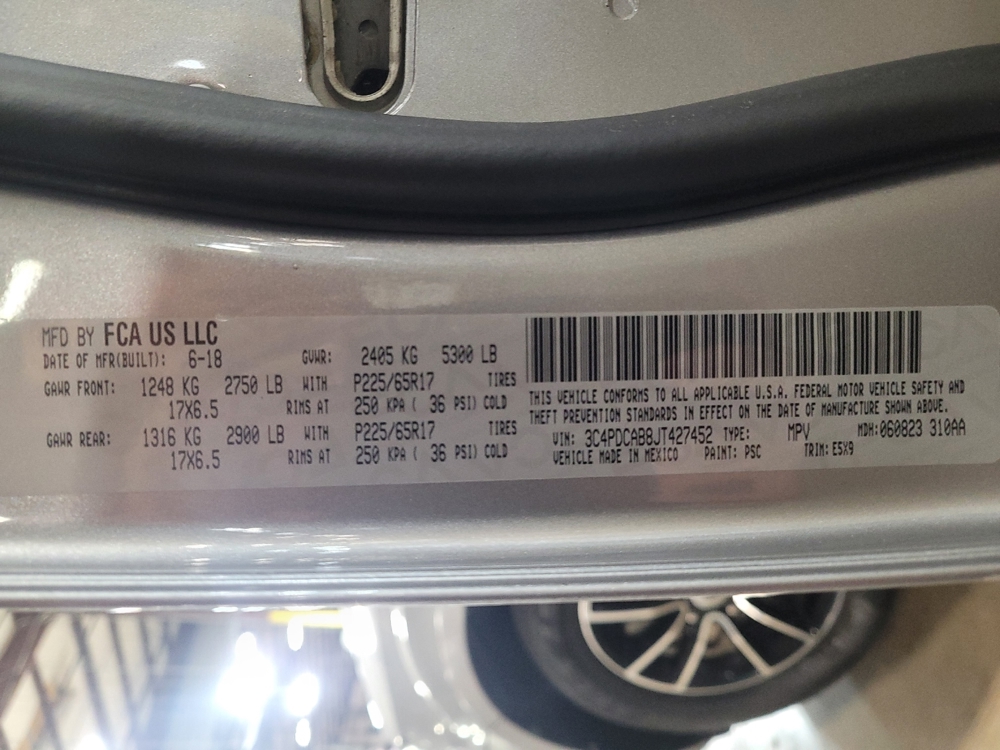 MFD BY FCA US LLC
DATE OF MFR(BUILT): 6-18 GVWR: 2405 KG 5300 LB
GAWR FRONT: 1248 KG 2750 LB WITH P225/65R17 TIRES
17X6.5 RIMS AT 250 KPA ( 36 PSI) COLD
GAWR REAR: 1316 KG 2900 LB WITH P225/65R17 TIRES
17X6.5 RIMS AT 250 KPA ( 36 PSI) COLD
THIS VEHICLE CONFORMS TO ALL APPLICABLE U.S.A. FEDERAL MOTOR VEHICLE SAFETY AND
THEFT PREVENTION STANDARDS IN EFFECT ON THE DATE OF MANUFACTURE SHOWN ABOVE.
VIN: 3C4PDCAB8JT427452 TYPE: MPV MDH:060823 310AA
VEHICLE MADE IN MEXICO PAINT: PSC TRIM: E5X9